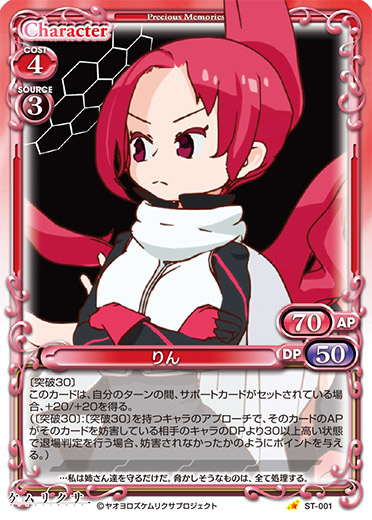 Precious Memories
Character
COST
4
SOURCE
3
70 AP
DP 50
りん
〔突破30〕
このカードは、自分のターンの間、サポートカードがセットされている場
合、+20/+20を得る。
(〔突破30〕:〔突破30〕を持つキャラのアプローチで、そのカードのAP
がそのカードを妨害している相手のキャラのDPより30以上高い状態
で退場判定を行う場合、妨害されなかったかのようにポイントを与え
る。)
…私は姉さん達を守るだけだ。脅かしそうなものは、全て処理する。
ケムリクサ
©ヤオヨロズケムリクサプロジェクト
ST-001